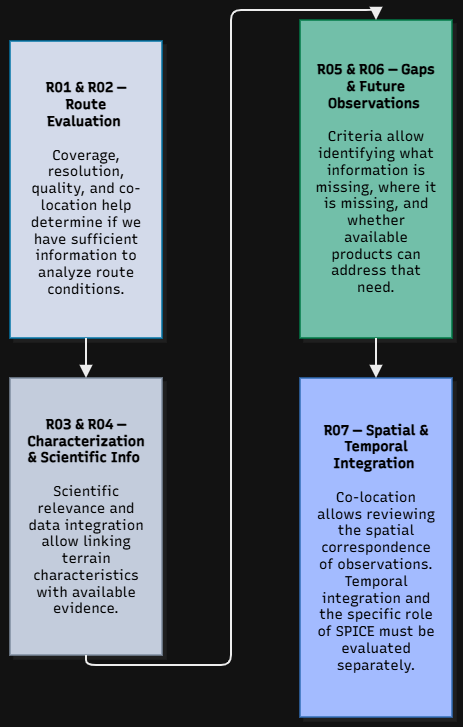 R01 & R02 —
Route
Evaluation
Coverage,
resolution,
quality, and co-
location help
determine if we
have sufficient
information to
analyze route
conditions.
R03 & R04 —
Characterization
& Scientific Info
Scientific
relevance and
data integration
allow linking
terrain
characteristics
with available
evidence.
R05 & R06 — Gaps
& Future
Observations
Criteria allow
identifying what
information is
missing, where it
is missing, and
whether
available
products can
address that
need.
R07 — Spatial &
Temporal
Integration
Co-location
allows reviewing
the spatial
correspondence
of observations.
Temporal
integration and
the specific role
of SPICE must be
evaluated
separately.